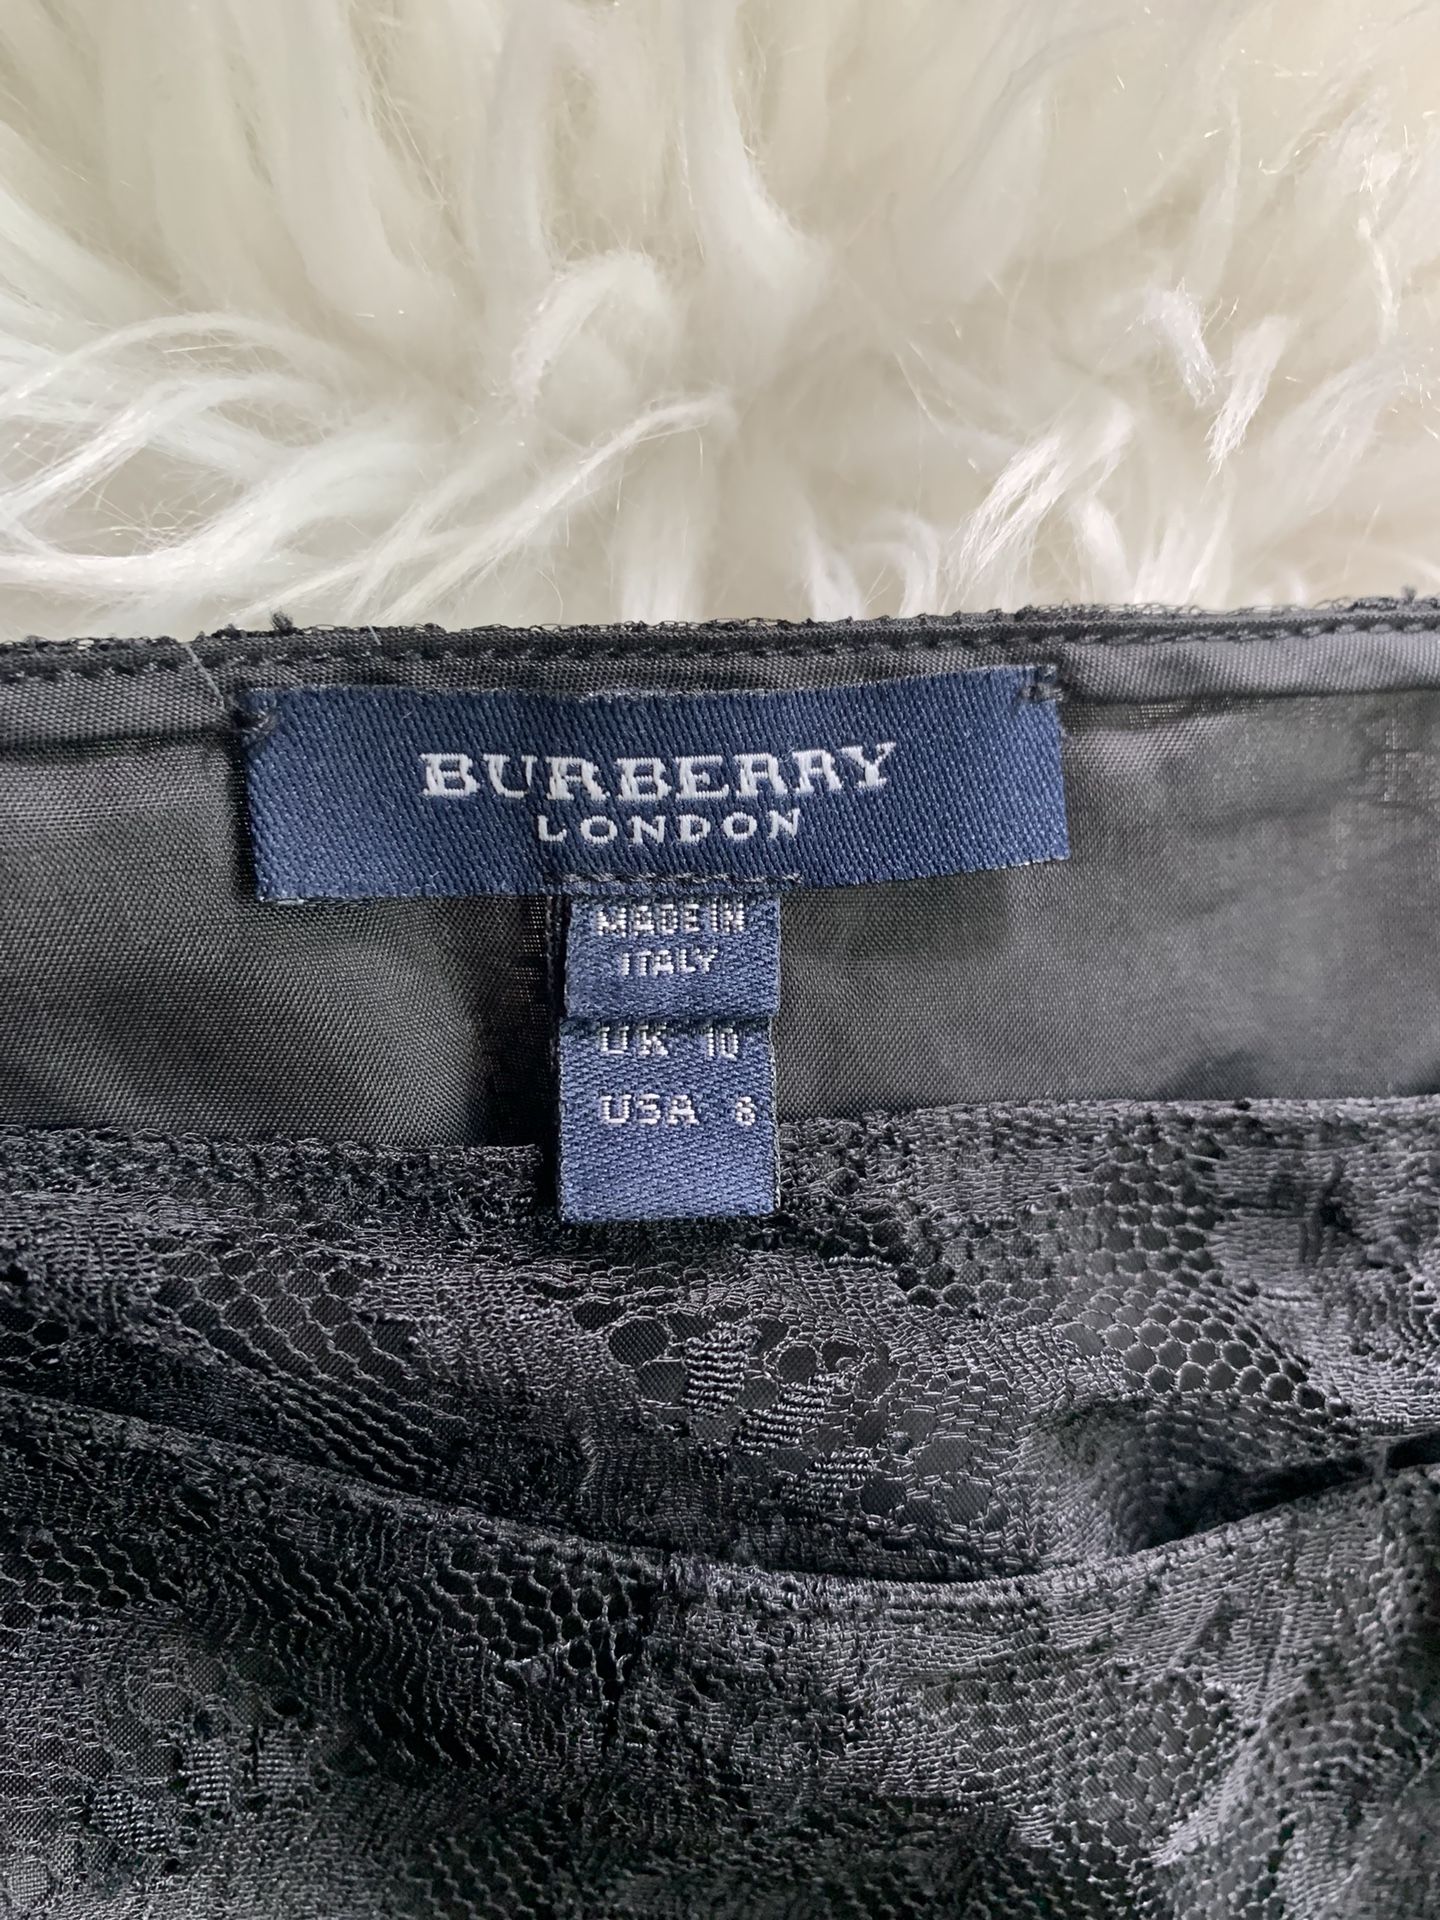 BURBERRY
LONDON
MADE IN
ITALY
UK 10
USA 8